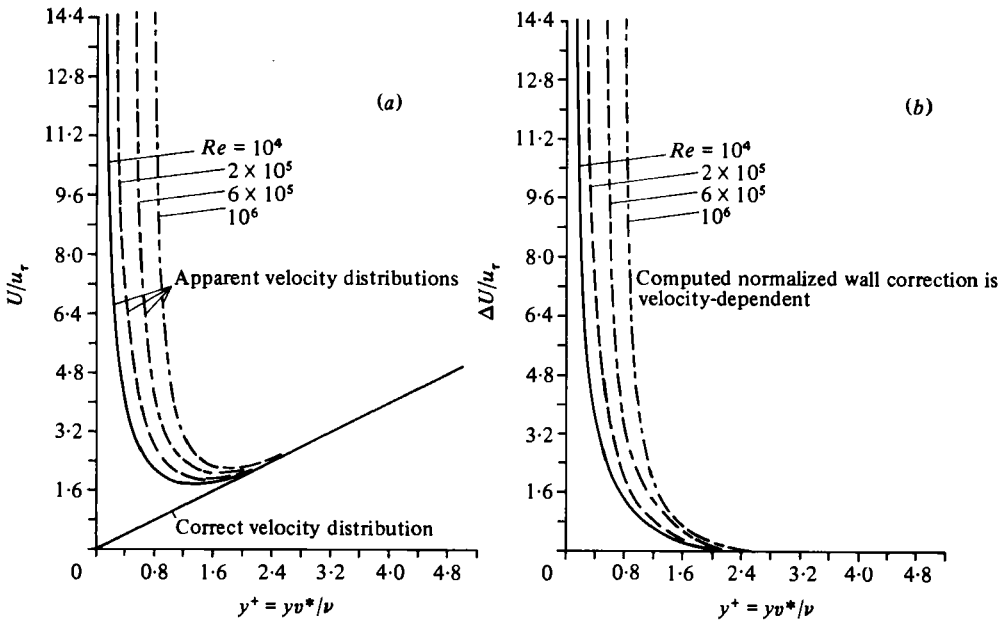 14·4
12·8
11·2
9·6
8·0
6·4
4·8
3·2
1·6
0
0·8
1·6
2·4
3·2
4·0
4·8
U/u_τ
y⁺ = yv*/ν
(a)
Re = 10⁴
2 × 10⁵
6 × 10⁵
10⁶
Apparent velocity distributions
Correct velocity distribution
14·4
12·8
11·2
9·6
8·0
6·4
4·8
3·2
1·6
0
0·8
1·6
2·4
3·2
4·0
4·8
ΔU/u_τ
y⁺ = yv*/ν
(b)
Re = 10⁴
2 × 10⁵
6 × 10⁵
10⁶
Computed normalized wall correction is
velocity-dependent